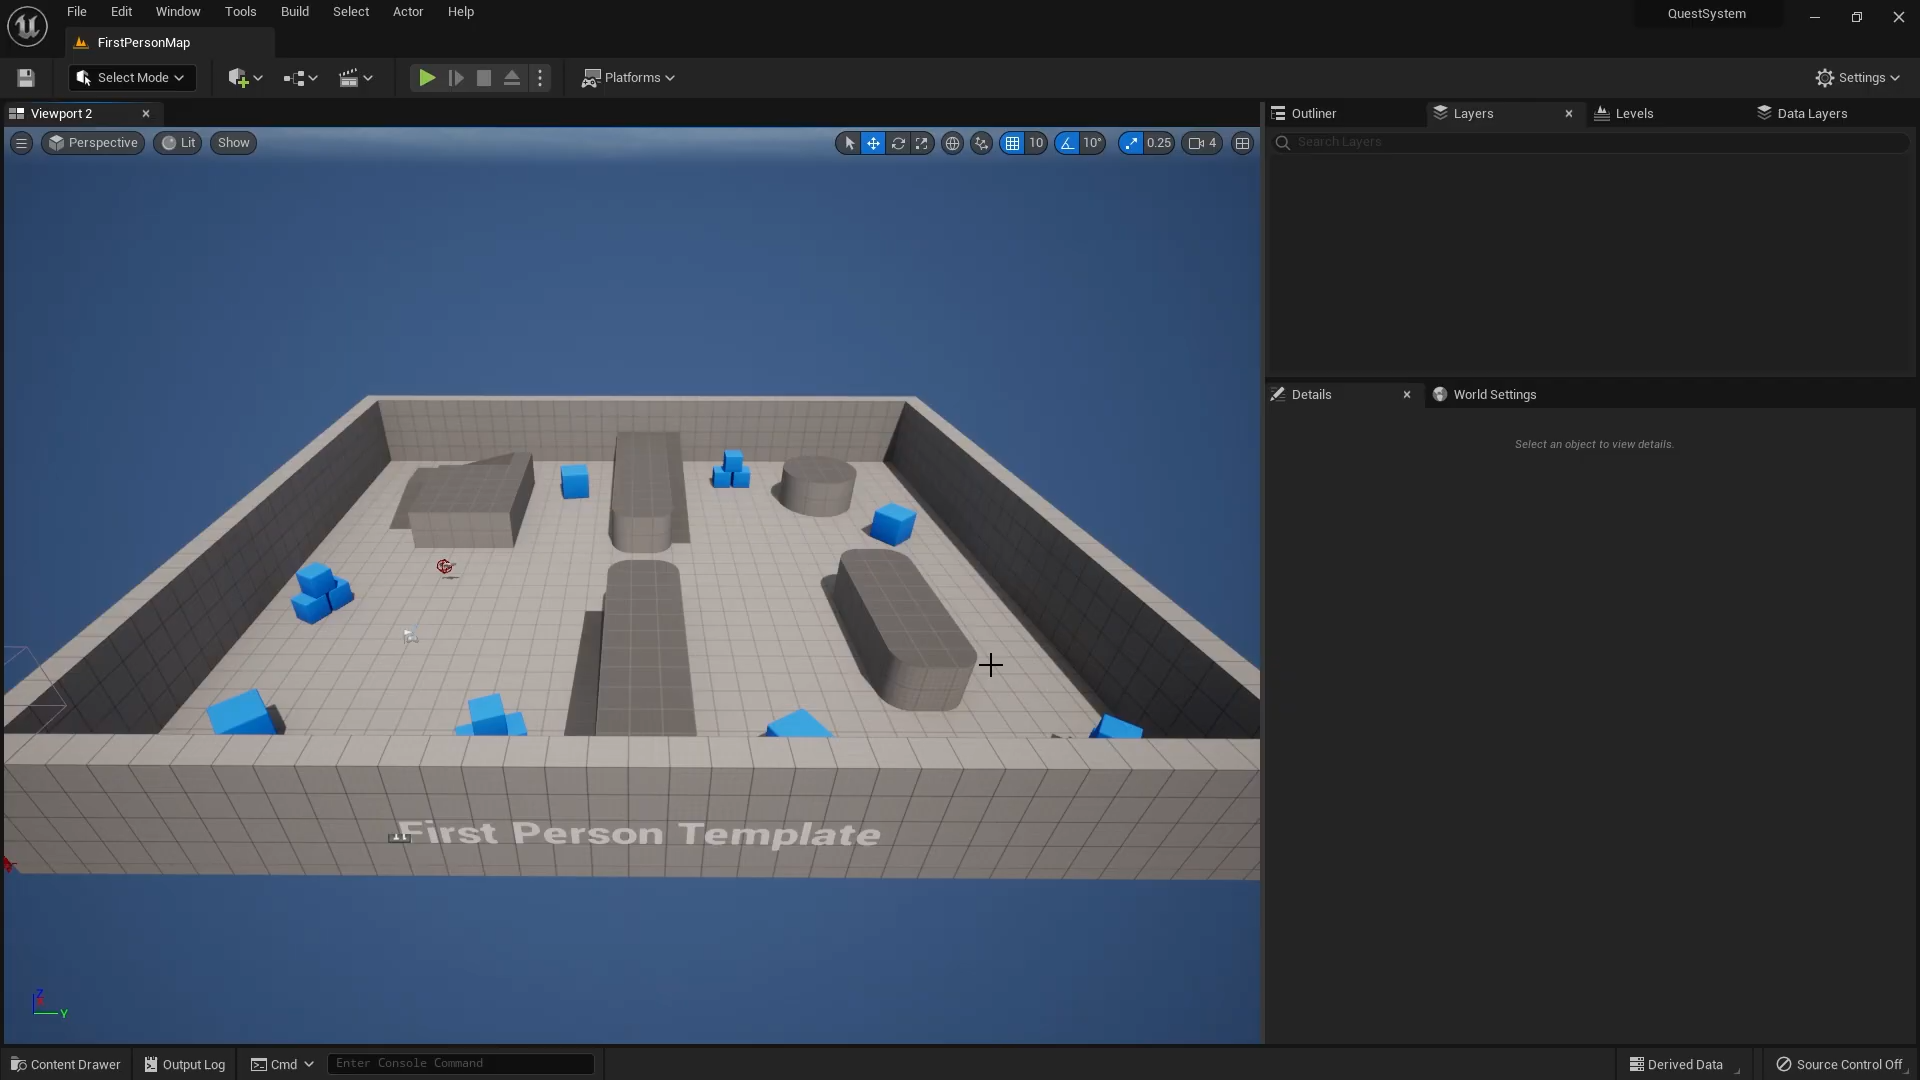 File Edit Window Tools Build Select Actor Help
QuestSystem
FirstPersonMap
Select Mode
Platforms
Settings
Viewport 2
Outliner
Layers
Levels
Data Layers
Perspective
Lit
Show
10
10°
0.25
4
Search Layers
Details
World Settings
Select an object to view details.
First Person Template
Z
Y
Content Drawer
Output Log
Cmd
Enter Console Command
Derived Data
Source Control Off